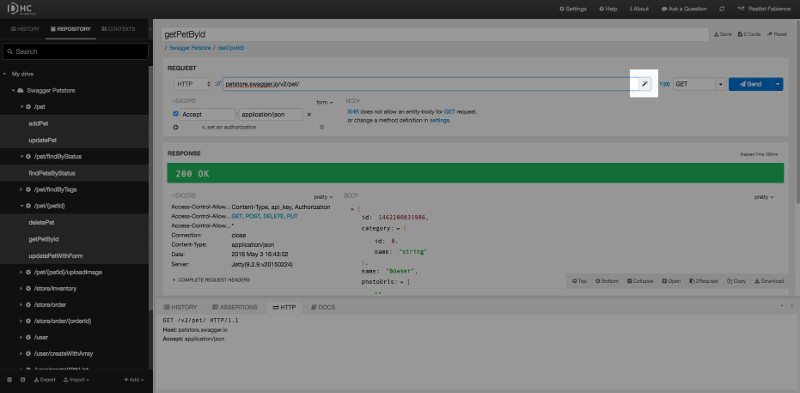 DHC
BY RESTLET
Settings
Help
About
Ask a Question
Restlet Fabienne
HISTORY
REPOSITORY
CONTEXTS
Search
My drive
Swagger Petstore
/pet
addPet
updatePet
/pet/findByStatus
findPetsByStatus
/pet/findByTags
/pet/{petId}
deletePet
getPetById
updatePetWithForm
/pet/{petId}/uploadImage
/store/inventory
/store/order
/store/order/{orderId}
/user
/user/createWithArray
/user/createWithList
Export
Import
Add
getPetById
Save
2 Code
Reset
/ Swagger Petstore / /pet/{petId}
REQUEST
HTTP
://
petstore.swagger.io/v2/pet/
GET
Send
HEADERS
form
Accept : application/json
set an authorization
BODY
XHR does not allow an entity-body for GET request.
or change a method definition in settings.
RESPONSE
200 OK
HEADERS
pretty
Access-Control-Allow... Content-Type, api_key, Authorization
Access-Control-Allow... GET, POST, DELETE, PUT
Access-Control-Allow... *
Connection: close
Content-Type: application/json
Date: 2016 May 3 16:43:02
Server: Jetty(9.2.9.v20150224)
COMPLETE REQUEST HEADERS
BODY
pretty
{
id: 1462200835986,
category: {
id: 0,
name: "string"
},
name: "Bowser",
photoUrls: [
Top
Bottom
Collapse
Open
2Request
Copy
Download
HISTORY
ASSERTIONS
HTTP
DOCS
GET /v2/pet/ HTTP/1.1
Host: petstore.swagger.io
Accept: application/json